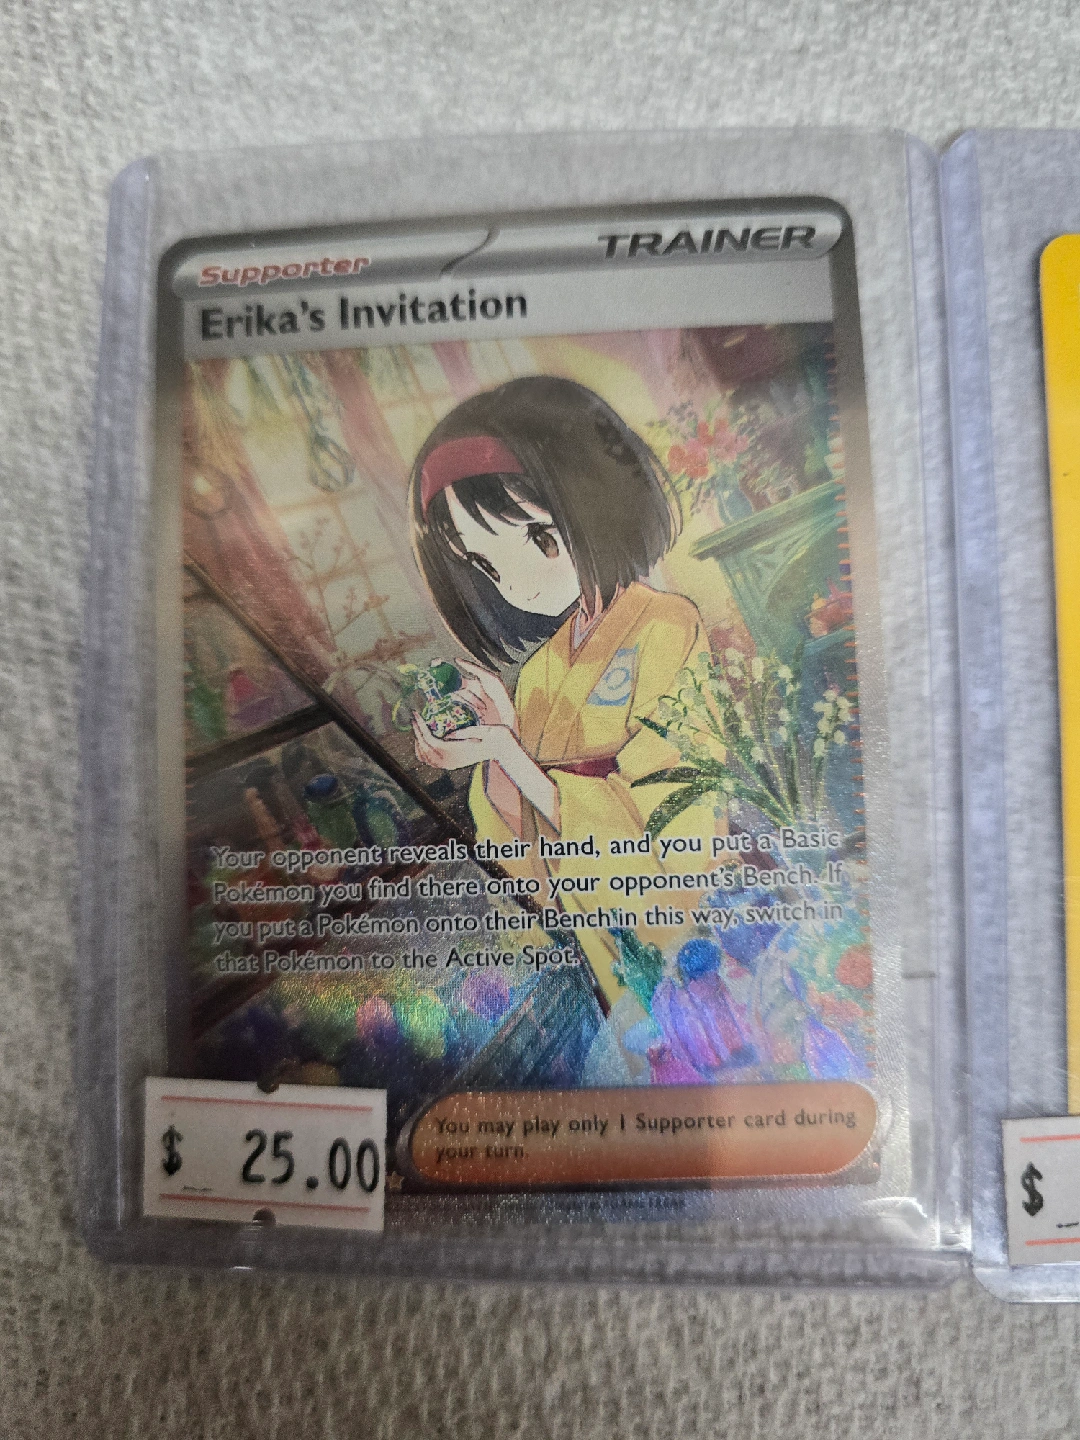 Supporter
TRAINER
Erika's Invitation
Your opponent reveals their hand, and you put a Basic
Pokémon you find there onto your opponent's Bench. If
you put a Pokémon onto their Bench in this way, switch in
that Pokémon to the Active Spot.
You may play only 1 Supporter card during
your turn.
$ 25.00
$